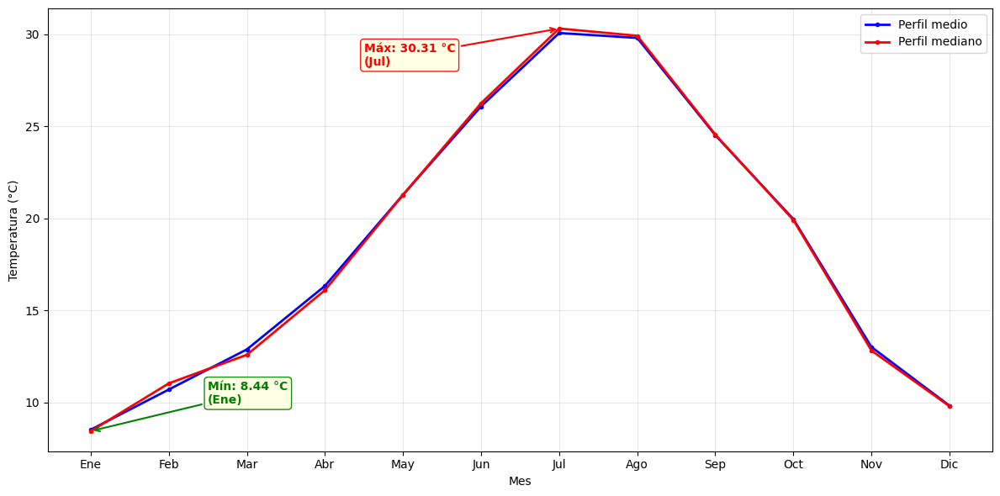 Perfil medio
Perfil mediano
Máx: 30.31 °C
(Jul)
Mín: 8.44 °C
(Ene)
Temperatura (°C)
30
25
20
15
10
Ene Feb Mar Abr May Jun Jul Ago Sep Oct Nov Dic
Mes